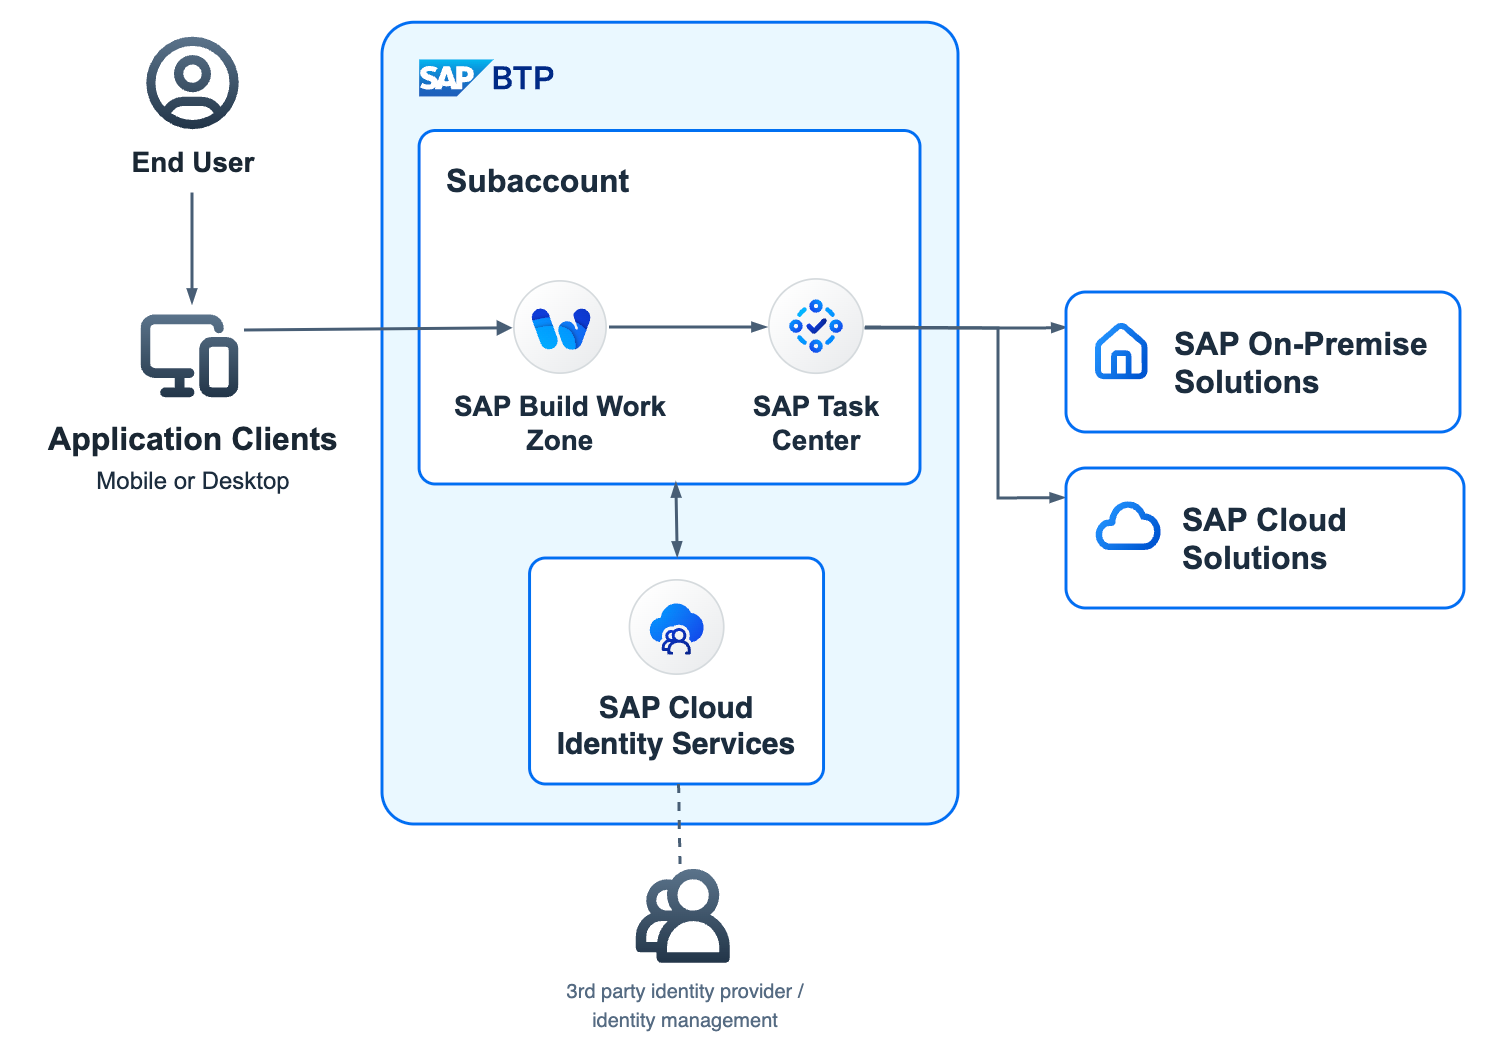 SAP BTP
End User
Subaccount
SAP Build Work
Zone
SAP Task
Center
Application Clients
Mobile or Desktop
SAP On-Premise
Solutions
SAP Cloud
Solutions
SAP Cloud
Identity Services
3rd party identity provider /
identity management